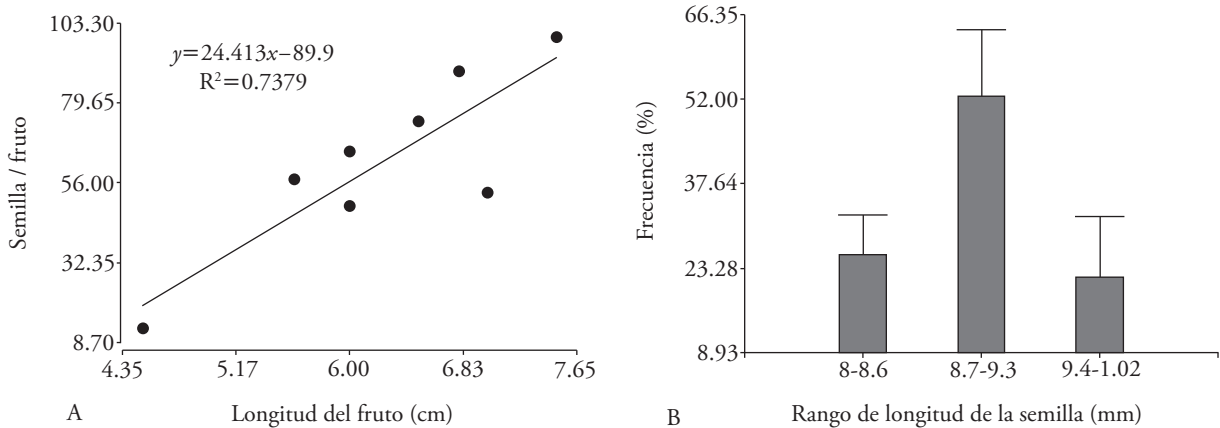 103.30
79.65
56.00
32.35
8.70
Semilla / fruto
y=24.413x–89.9
R²=0.7379
4.35 5.17 6.00 6.83 7.65
A Longitud del fruto (cm)
66.35
52.00
37.64
23.28
8.93
Frecuencia (%)
8-8.6 8.7-9.3 9.4-1.02
B Rango de longitud de la semilla (mm)